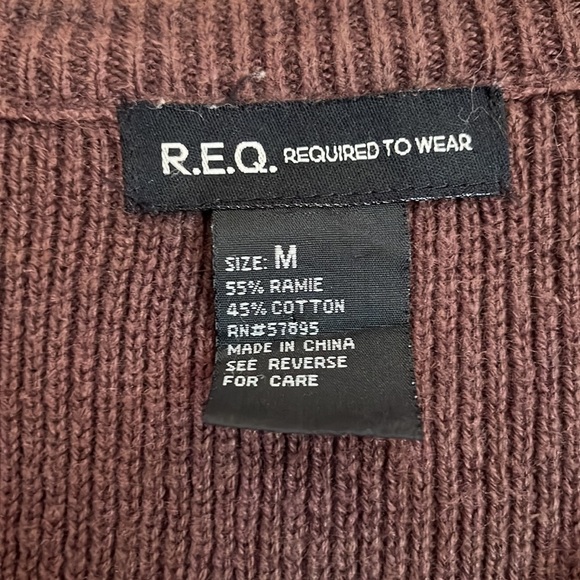 R.E.Q. REQUIRED TO WEAR
SIZE: M
55% RAMIE
45% COTTON
RN#57895
MADE IN CHINA
SEE REVERSE
FOR CARE